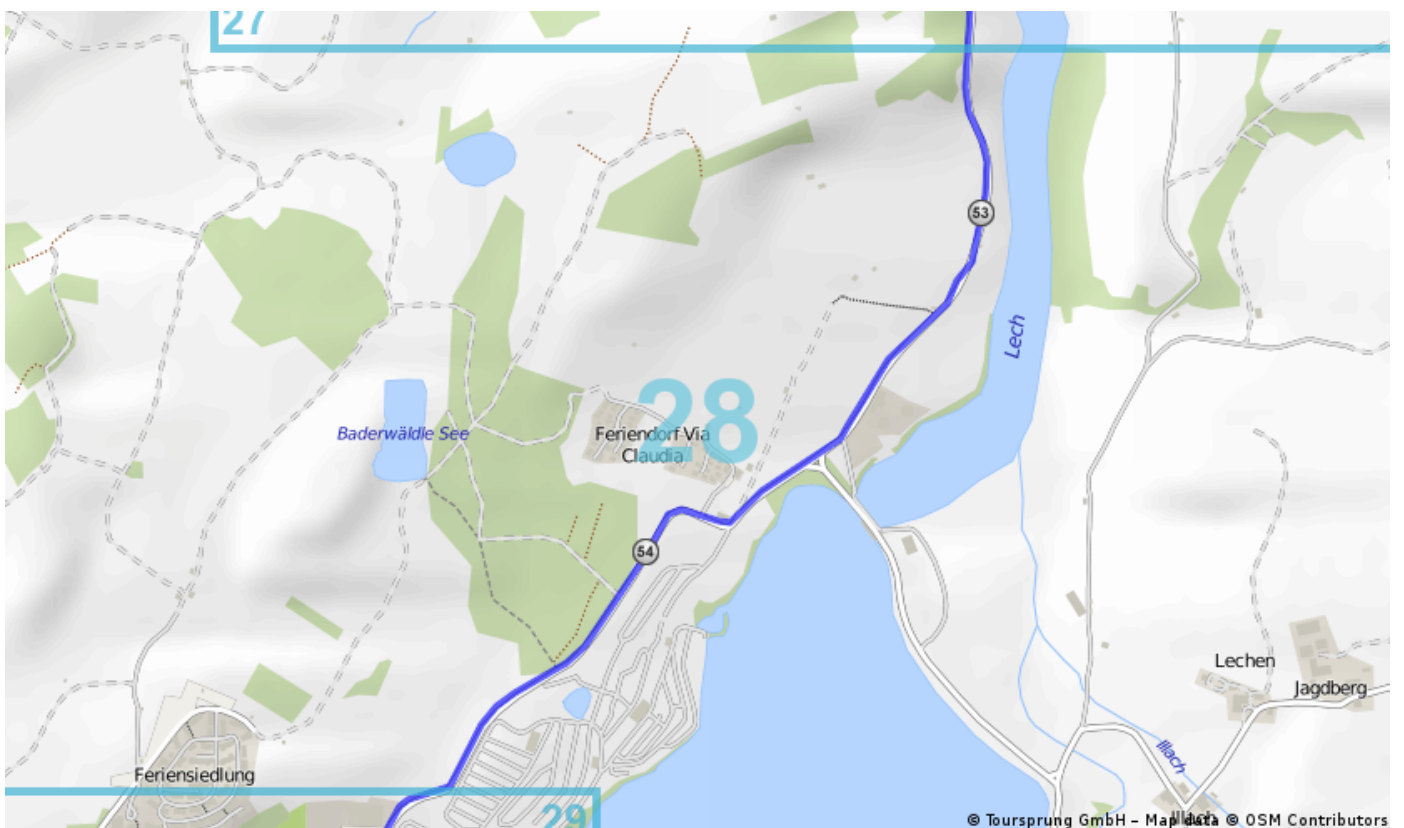 27
53
Lech
28
Baderwäldle See
Feriendorf Via
Claudia
54
Lechen
Jagdberg
Illach
Feriensiedlung
29
Illach
© Toursprung GmbH – Map data © OSM Contributors